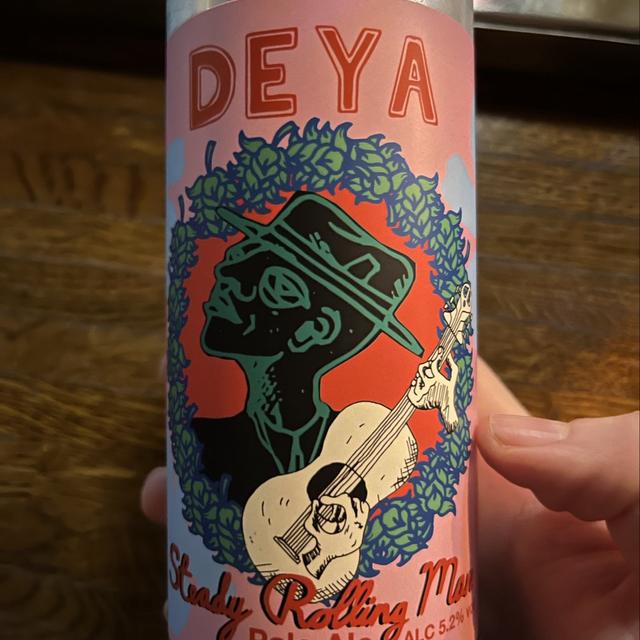 DEYA
Steady Rolling Man
Pale Ale ALC 5.2%